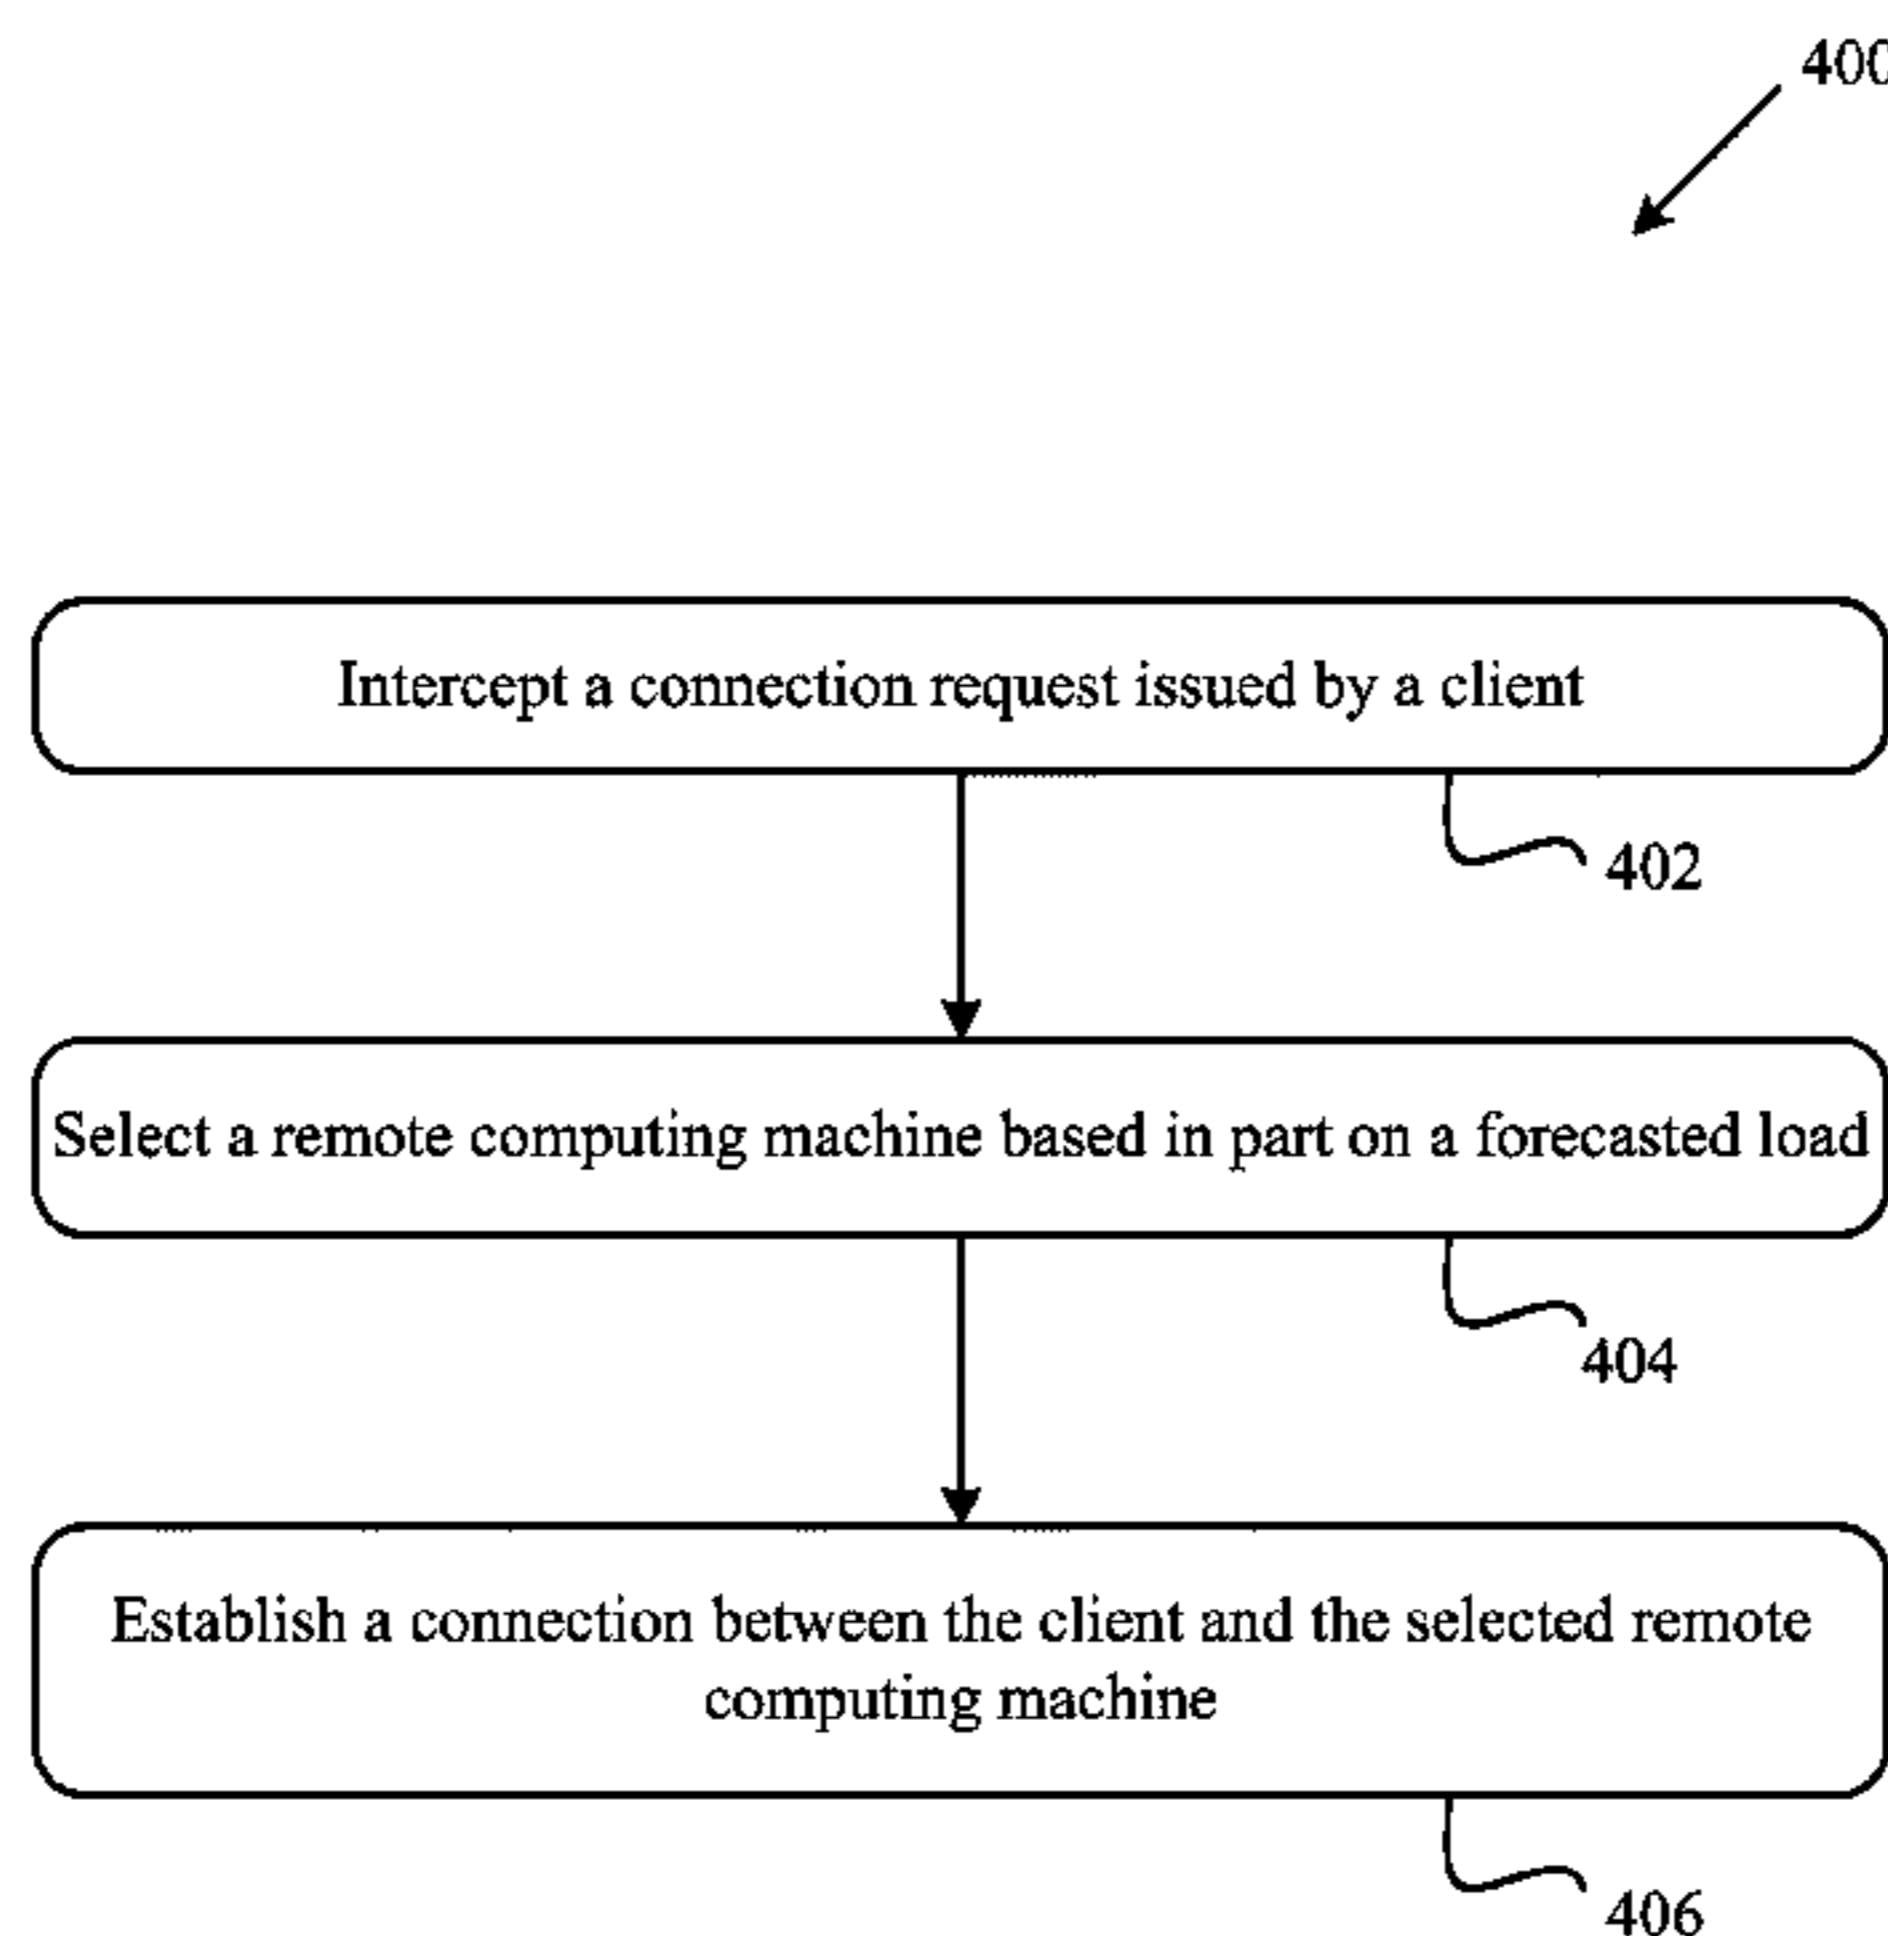 400
Intercept a connection request issued by a client
402
Select a remote computing machine based in part on a forecasted load
404
Establish a connection between the client and the selected remote
computing machine
406